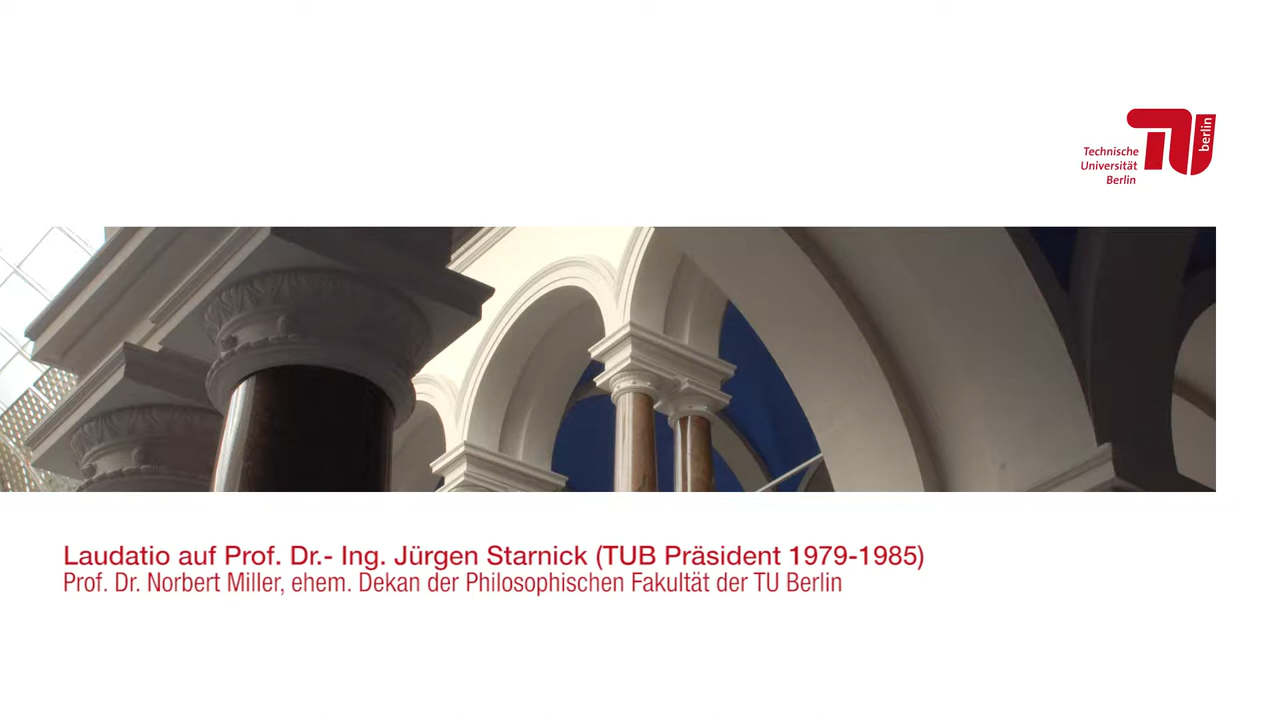 Technische
Universität
Berlin
berlin
Laudatio auf Prof. Dr.- Ing. Jürgen Starnick (TUB Präsident 1979-1985)
Prof. Dr. Norbert Miller, ehem. Dekan der Philosophischen Fakultät der TU Berlin